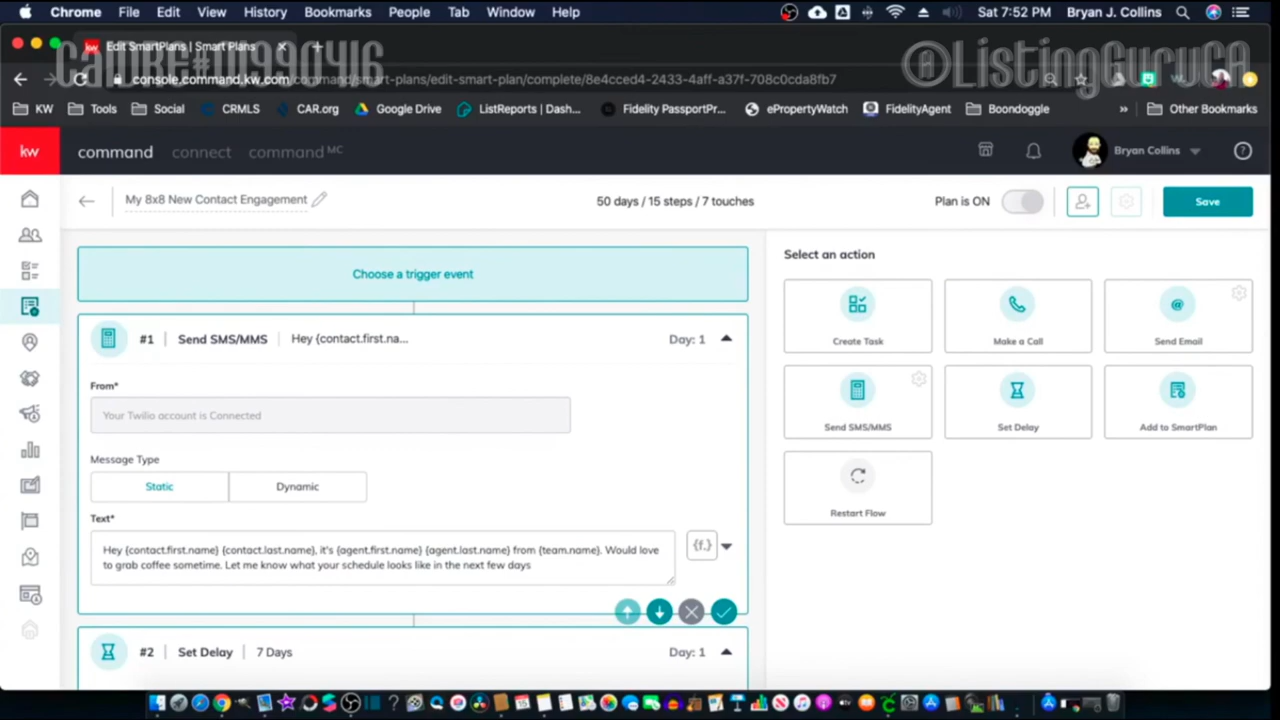 Chrome File Edit View History Bookmarks People Tab Window Help Sat 7:52 PM Bryan J. Collins
kw Edit SmartPlans | Smart Plans
CalDRE#01990416 @ListingGuruCA
console.command.kw.com/command/smart-plans/edit-smart-plan/complete/8e4cced4-2433-4aff-a37f-708c0cda8fb7
KW Tools Social CRMLS CAR.org Google Drive ListReports | Dash... Fidelity PassportPr... ePropertyWatch FidelityAgent Boondoggle » Other Bookmarks
kw command connect command MC Bryan Collins
My 8x8 New Contact Engagement 50 days / 15 steps / 7 touches Plan is ON Save
Choose a trigger event
#1 Send SMS/MMS Hey {contact.first.na... Day: 1
From*
Your Twilio account is Connected
Message Type
Static Dynamic
Text*
Hey {contact.first.name} {contact.last.name}, it's {agent.first.name} {agent.last.name} from {team.name}. Would love
to grab coffee sometime. Let me know what your schedule looks like in the next few days
{f.}
#2 Set Delay 7 Days Day: 1
Select an action
Create Task Make a Call Send Email
Send SMS/MMS Set Delay Add to SmartPlan
Restart Flow